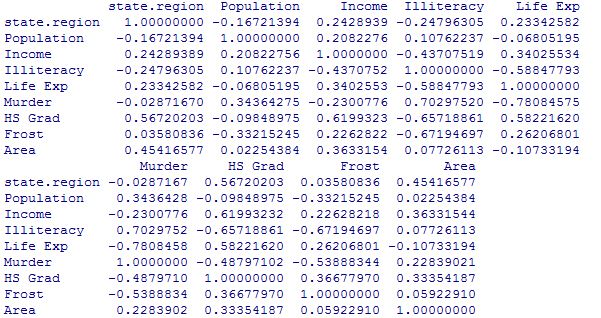 state.region  Population     Income  Illiteracy    Life Exp
state.region   1.00000000 -0.16721394  0.2428939 -0.24796305  0.23342582
Population    -0.16721394  1.00000000  0.2082276  0.10762237 -0.06805195
Income         0.24289389  0.20822756  1.0000000 -0.43707519  0.34025534
Illiteracy    -0.24796305  0.10762237 -0.4370752  1.00000000 -0.58847793
Life Exp       0.23342582 -0.06805195  0.3402553 -0.58847793  1.00000000
Murder        -0.02871670  0.34364275 -0.2300776  0.70297520 -0.78084575
HS Grad        0.56720203 -0.09848975  0.6199323 -0.65718861  0.58221620
Frost          0.03580836 -0.33215245  0.2262822 -0.67194697  0.26206801
Area           0.45416577  0.02254384  0.3633154  0.07726113 -0.10733194
                 Murder     HS Grad       Frost        Area
state.region -0.0287167  0.56720203  0.03580836  0.45416577
Population    0.3436428 -0.09848975 -0.33215245  0.02254384
Income       -0.2300776  0.61993232  0.22628218  0.36331544
Illiteracy    0.7029752 -0.65718861 -0.67194697  0.07726113
Life Exp     -0.7808458  0.58221620  0.26206801 -0.10733194
Murder        1.0000000 -0.48797102 -0.53888344  0.22839021
HS Grad      -0.4879710  1.00000000  0.36677970  0.33354187
Frost        -0.5388834  0.36677970  1.00000000  0.05922910
Area          0.2283902  0.33354187  0.05922910  1.00000000